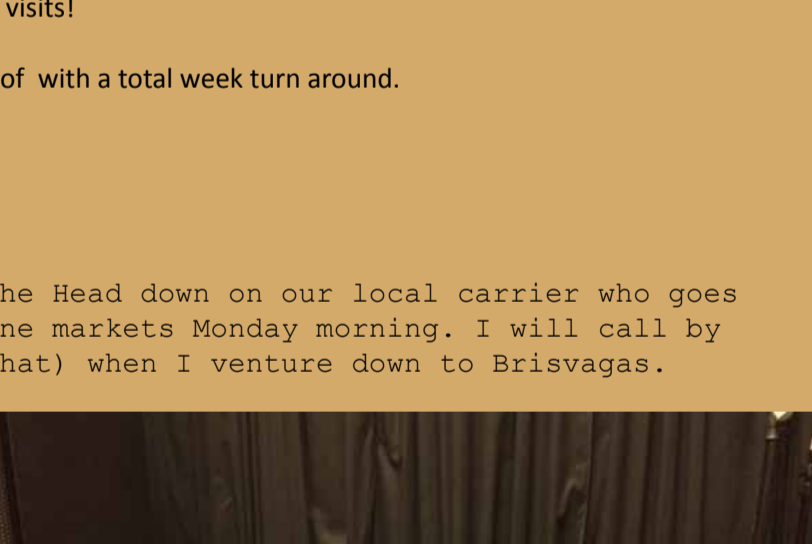 visits!
of with a total week turn around.
he Head down on our local carrier who goes
ne markets Monday morning. I will call by
hat) when I venture down to Brisvagas.